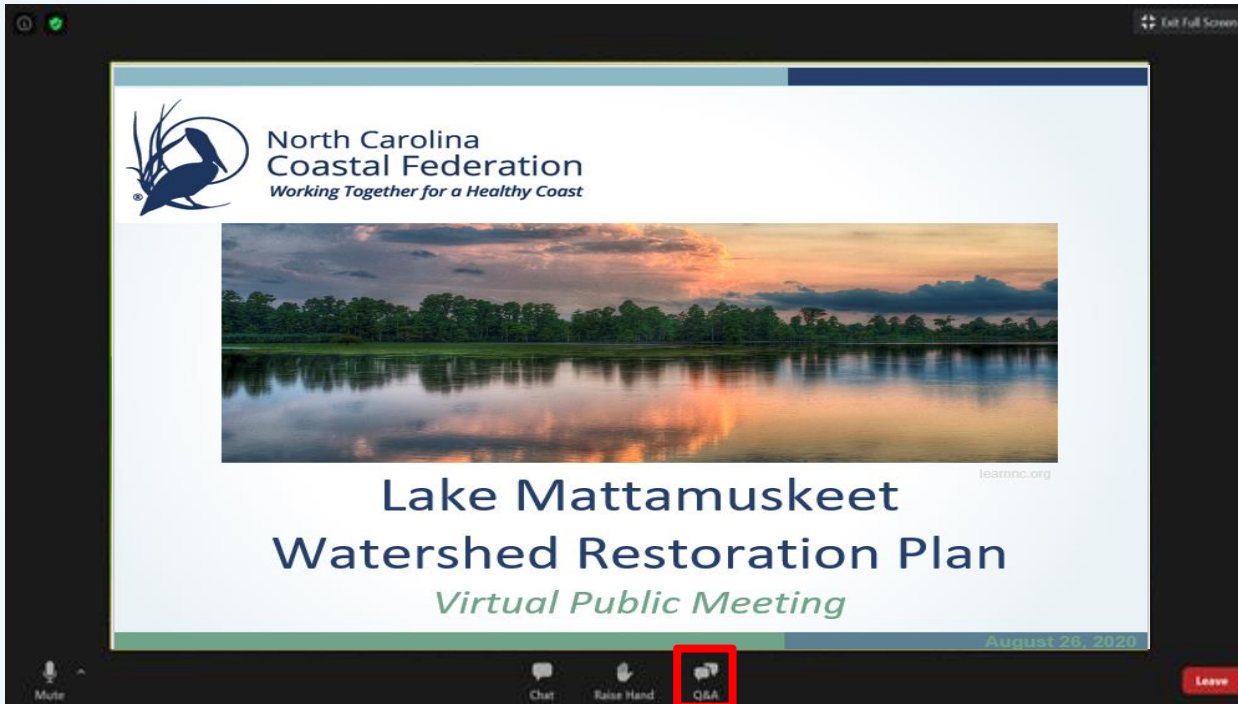 Exit Full Screen
North Carolina
Coastal Federation
Working Together for a Healthy Coast
®
learnnc.org
Lake Mattamuskeet
Watershed Restoration Plan
Virtual Public Meeting
August 26, 2020
Mute
Chat
Raise Hand
Q&A
Leave